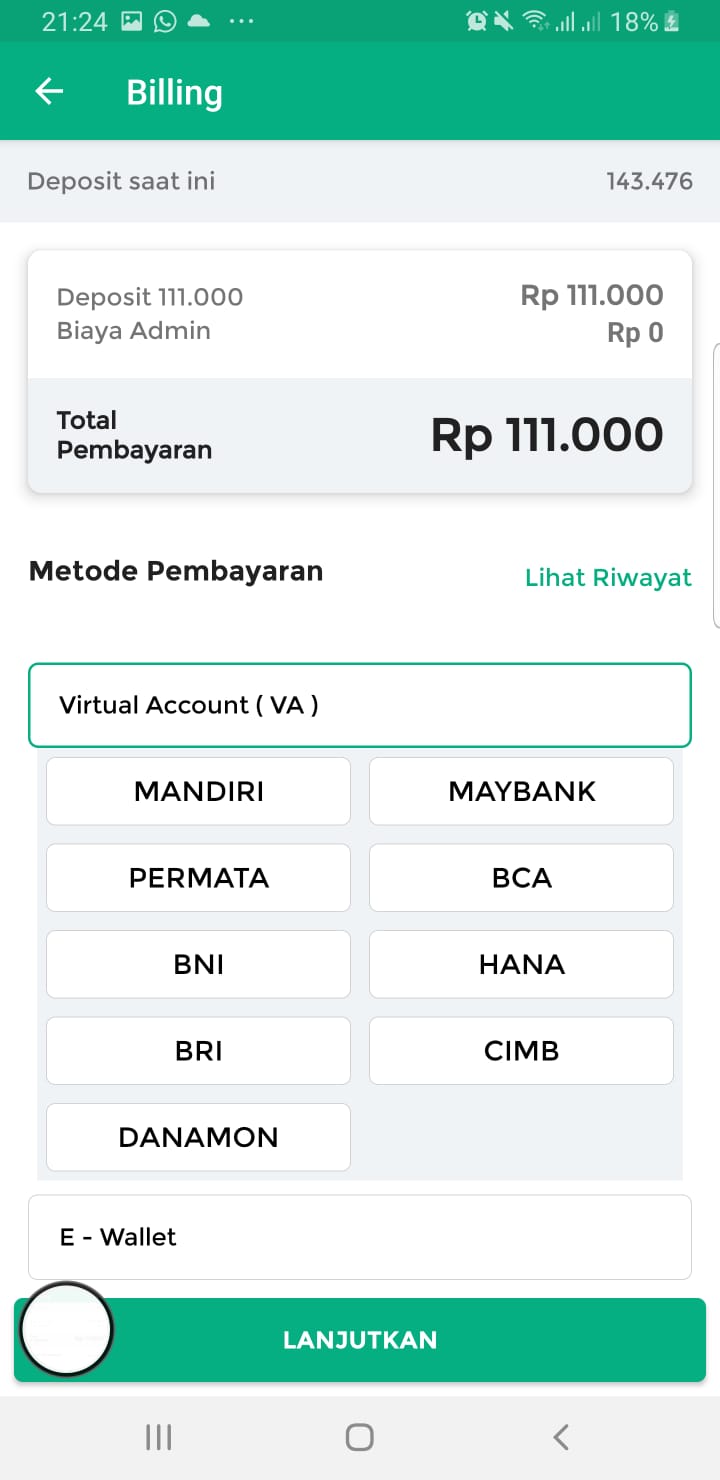 21:24 ... 18%
Billing
Deposit saat ini 143.476
Deposit 111.000 Rp 111.000
Biaya Admin Rp 0
Total
Pembayaran Rp 111.000
Metode Pembayaran Lihat Riwayat
Virtual Account ( VA )
MANDIRI MAYBANK
PERMATA BCA
BNI HANA
BRI CIMB
DANAMON
E - Wallet
LANJUTKAN